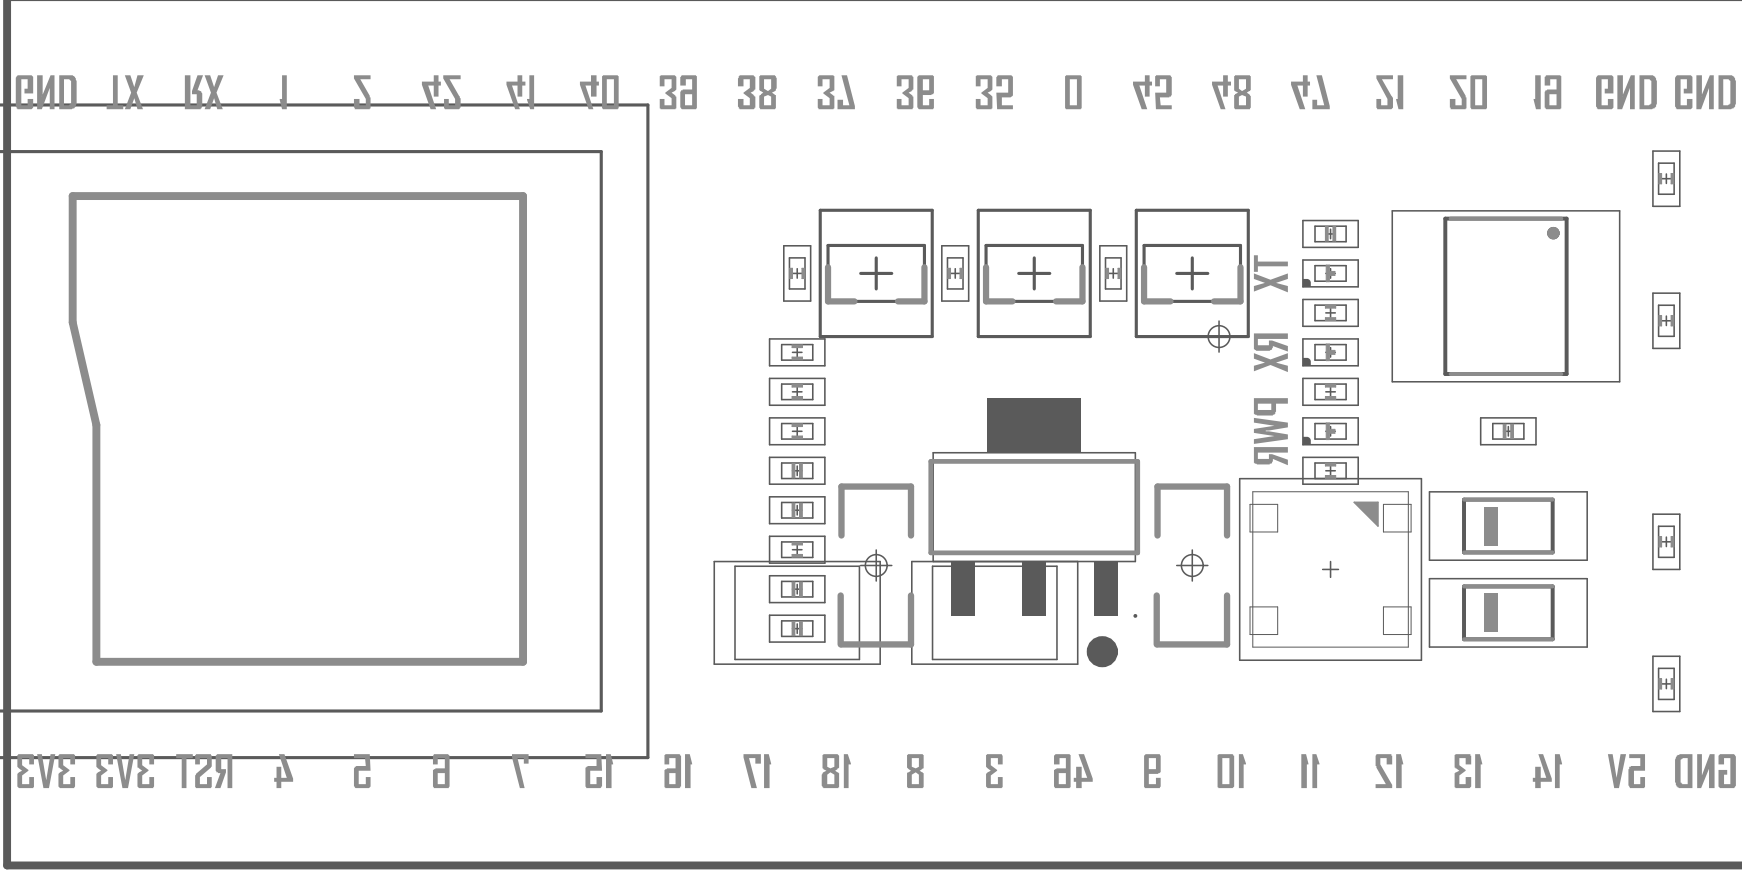 GND TX RX 1 2 42 41 40 39 38 37 36 35 0 45 48 47 21 20 19 GND GND
TX
RX
PWR
3V3 3V3 RST 4 5 6 7 15 16 17 18 8 3 46 9 10 11 12 13 14 5V GND